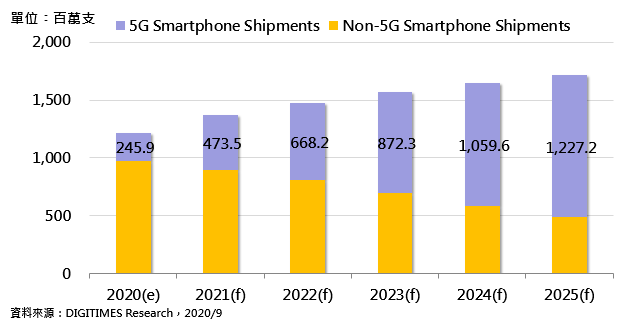 單位：百萬支
5G Smartphone Shipments Non-5G Smartphone Shipments
2,000
1,500
1,000
500
0
245.9 473.5 668.2 872.3 1,059.6 1,227.2
2020(e) 2021(f) 2022(f) 2023(f) 2024(f) 2025(f)
資料來源：DIGITIMES Research，2020/9